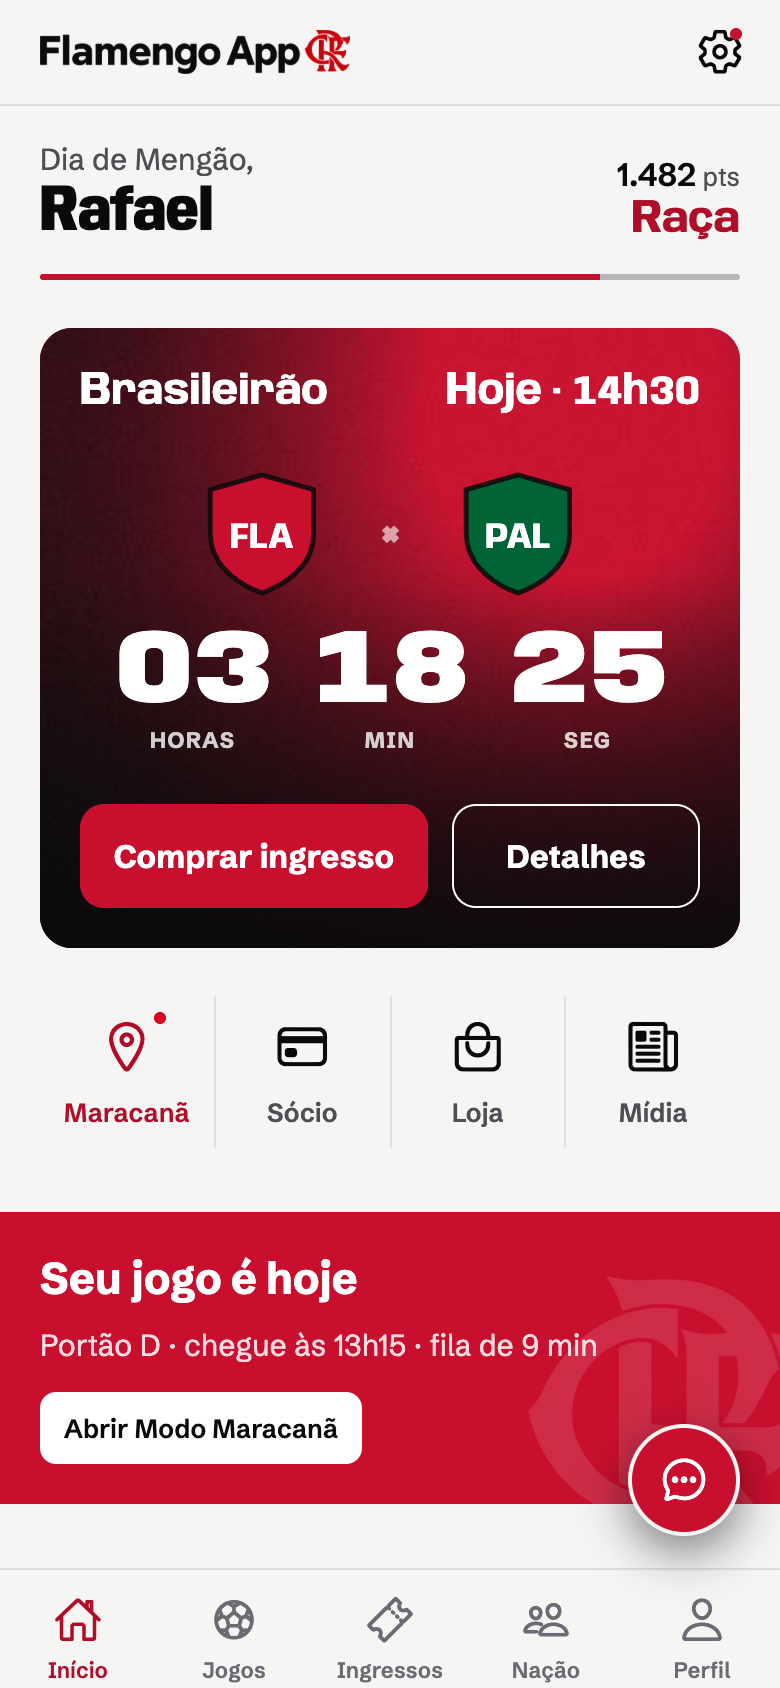 Flamengo App
Dia de Mengão,
Rafael
1.482 pts
Raça
Brasileirão
Hoje · 14h30
FLA
PAL
03 18 25
HORAS MIN SEG
Comprar ingresso
Detalhes
Maracanã
Sócio
Loja
Mídia
Seu jogo é hoje
Portão D · chegue às 13h15 · fila de 9 min
Abrir Modo Maracanã
Início
Jogos
Ingressos
Nação
Perfil